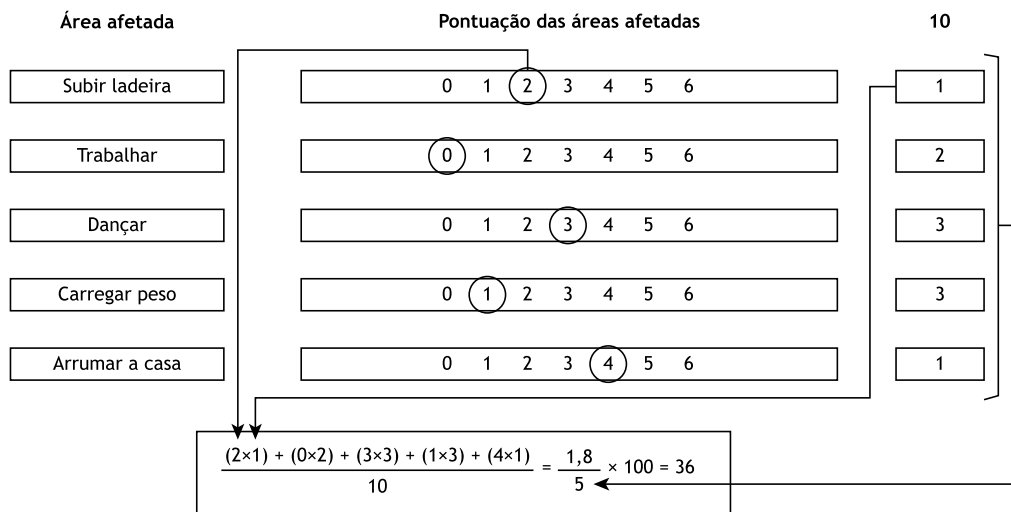 Área afetada Pontuação das áreas afetadas 10
Subir ladeira 0 1 2 3 4 5 6 1
Trabalhar 0 1 2 3 4 5 6 2
Dançar 0 1 2 3 4 5 6 3
Carregar peso 0 1 2 3 4 5 6 3
Arrumar a casa 0 1 2 3 4 5 6 1
(2×1) + (0×2) + (3×3) + (1×3) + (4×1) = 1,8 × 100 = 36
10 5